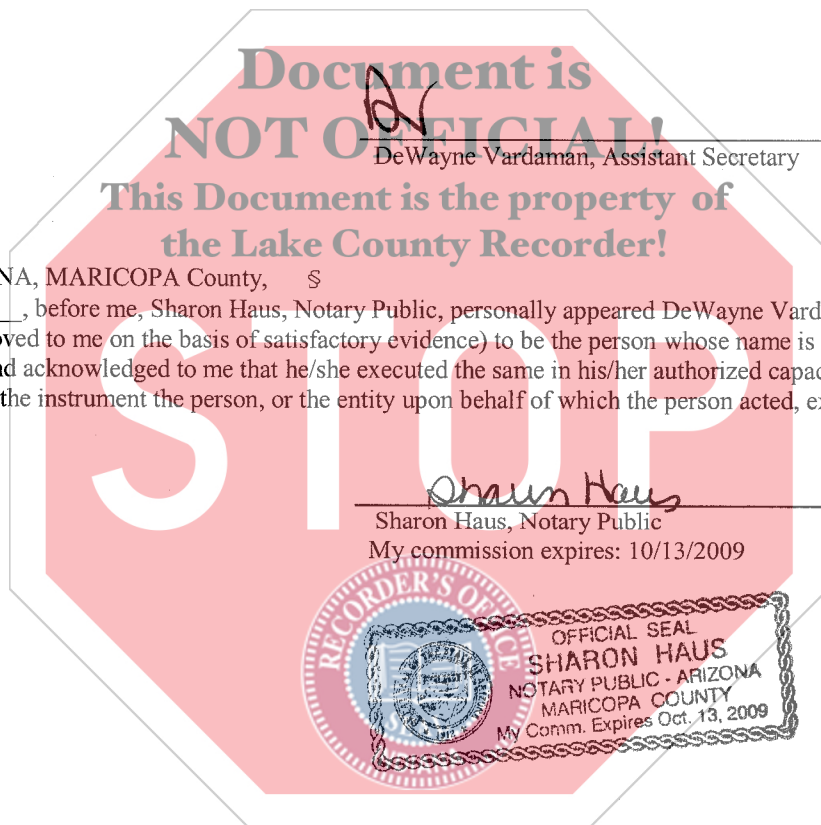 Document is
NOT OFFICIAL!
DeWayne Vardaman, Assistant Secretary
This Document is the property of
the Lake County Recorder!
NA, MARICOPA County, §
__, before me, Sharon Haus, Notary Public, personally appeared DeWayne Vard
oved to me on the basis of satisfactory evidence) to be the person whose name is
nd acknowledged to me that he/she executed the same in his/her authorized capac
the instrument the person, or the entity upon behalf of which the person acted, ex
STOP
Sharon Haus
Sharon Haus, Notary Public
My commission expires: 10/13/2009
RECORDER'S OFFICE
OFFICIAL SEAL
SHARON HAUS
NOTARY PUBLIC - ARIZONA
MARICOPA COUNTY
My Comm. Expires Oct. 13, 2009
SEAL
1912